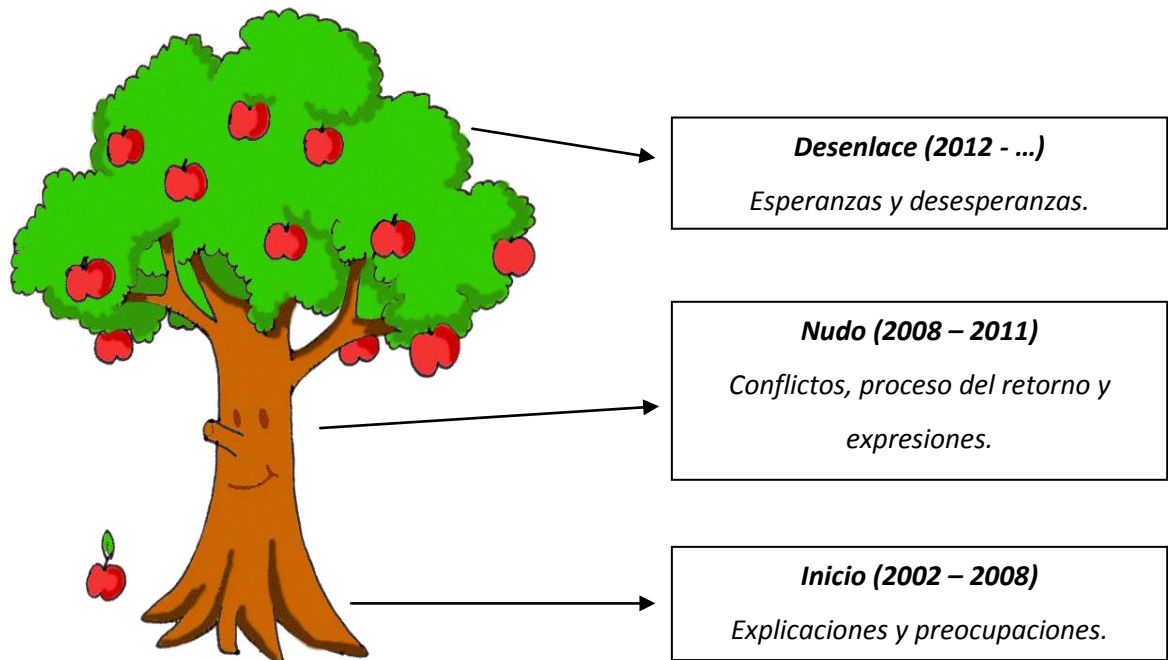 Desenlace (2012 - …)
Esperanzas y desesperanzas.
Nudo (2008 – 2011)
Conflictos, proceso del retorno y
expresiones.
Inicio (2002 – 2008)
Explicaciones y preocupaciones.